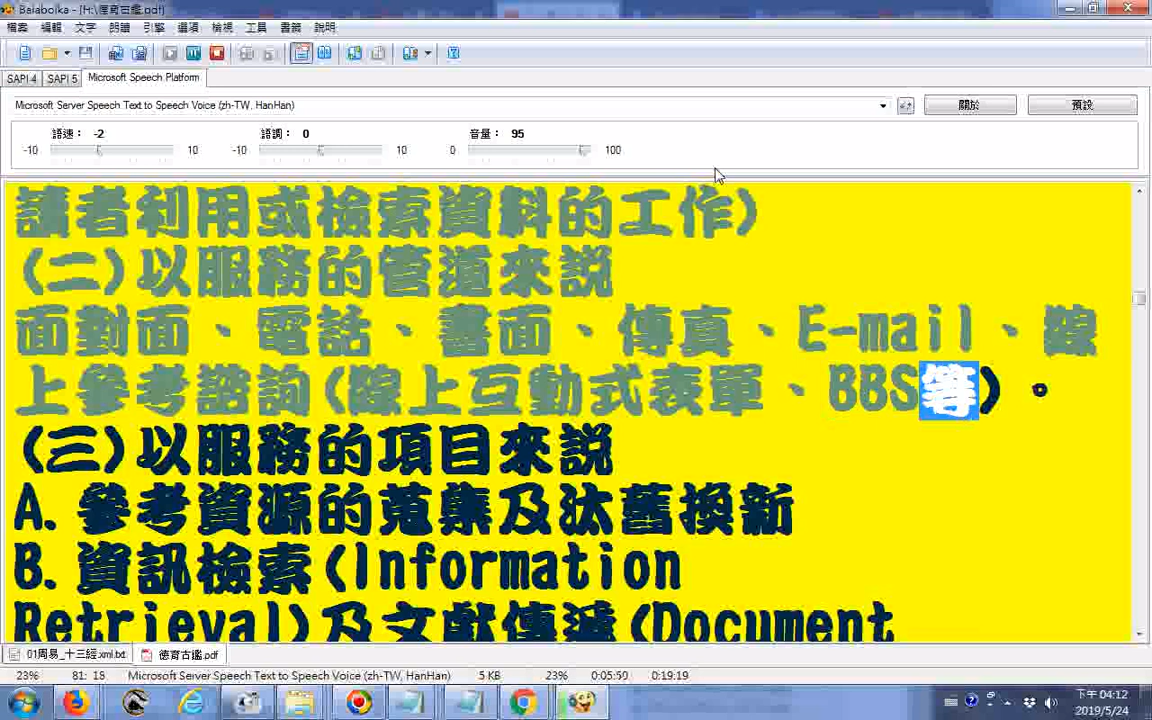 Balabolka - [H:\德育古鑑.pdf]
檔案 編輯 文字 朗讀 引擎 選項 檢視 工具 書籤 說明
SAPI 4 SAPI 5 Microsoft Speech Platform
Microsoft Server Speech Text to Speech Voice (zh-TW, HanHan) 關於 預設
語速： -2 語調： 0 音量： 95
-10 10 -10 10 0 100
讀者利用或檢索資料的工作)
(二)以服務的管道來説
面對面、電話、書面、傳真、E-mail、線
上參考諮詢(線上互動式表單、BBS等)。
(三)以服務的項目來説
A.參考資源的蒐集及汰舊換新
B.資訊檢索(Information
Retrieval)及文獻傳遞(Document
01周易_十三經.xml.txt 德育古鑑.pdf
23% 81: 18 Microsoft Server Speech Text to Speech Voice (zh-TW, HanHan) 5 KB 23% 0:05:50 0:19:19
下午 04:12
2019/5/24